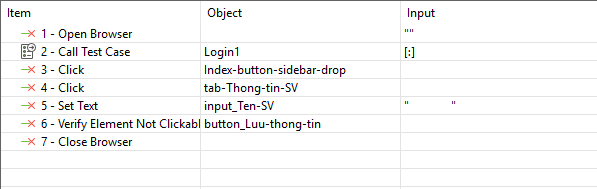 Item Object Input
1 - Open Browser ""
2 - Call Test Case Login1 [:]
3 - Click Index-button-sidebar-drop
4 - Click tab-Thong-tin-SV
5 - Set Text input_Ten-SV "               "
6 - Verify Element Not Clickabl button_Luu-thong-tin
7 - Close Browser